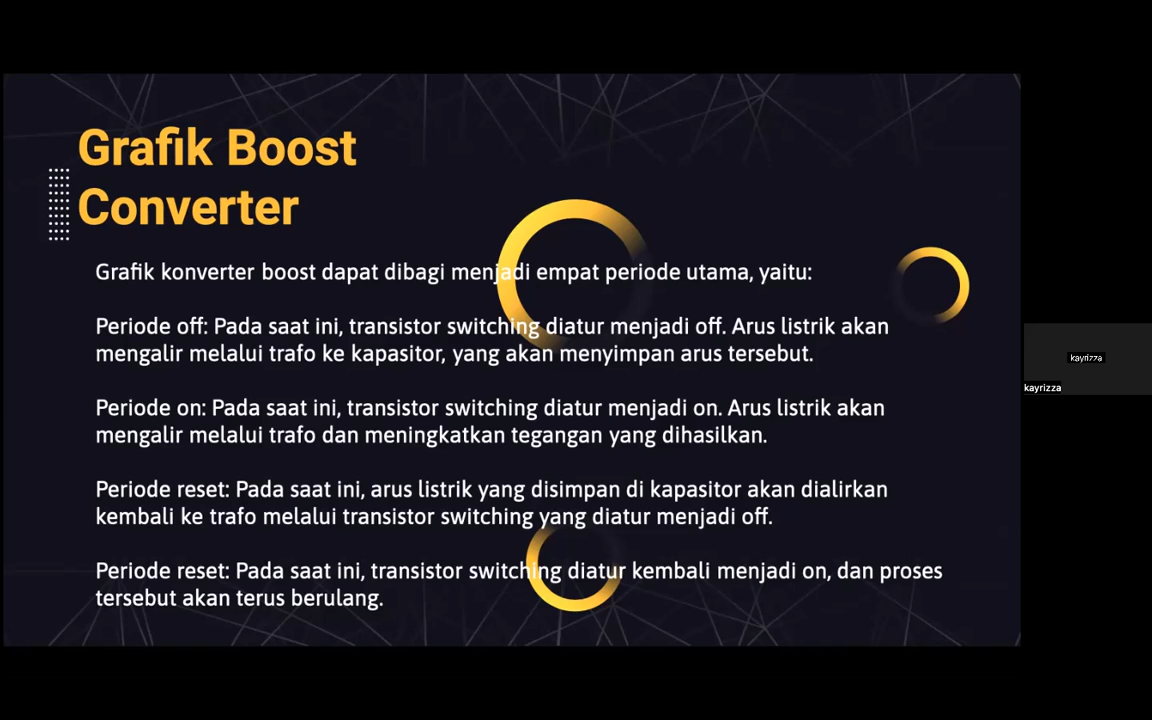 Grafik Boost
Converter
Grafik konverter boost dapat dibagi menjadi empat periode utama, yaitu:
Periode off: Pada saat ini, transistor switching diatur menjadi off. Arus listrik akan
mengalir melalui trafo ke kapasitor, yang akan menyimpan arus tersebut.
Periode on: Pada saat ini, transistor switching diatur menjadi on. Arus listrik akan
mengalir melalui trafo dan meningkatkan tegangan yang dihasilkan.
Periode reset: Pada saat ini, arus listrik yang disimpan di kapasitor akan dialirkan
kembali ke trafo melalui transistor switching yang diatur menjadi off.
Periode reset: Pada saat ini, transistor switching diatur kembali menjadi on, dan proses
tersebut akan terus berulang.
kayrizza
kayrizza